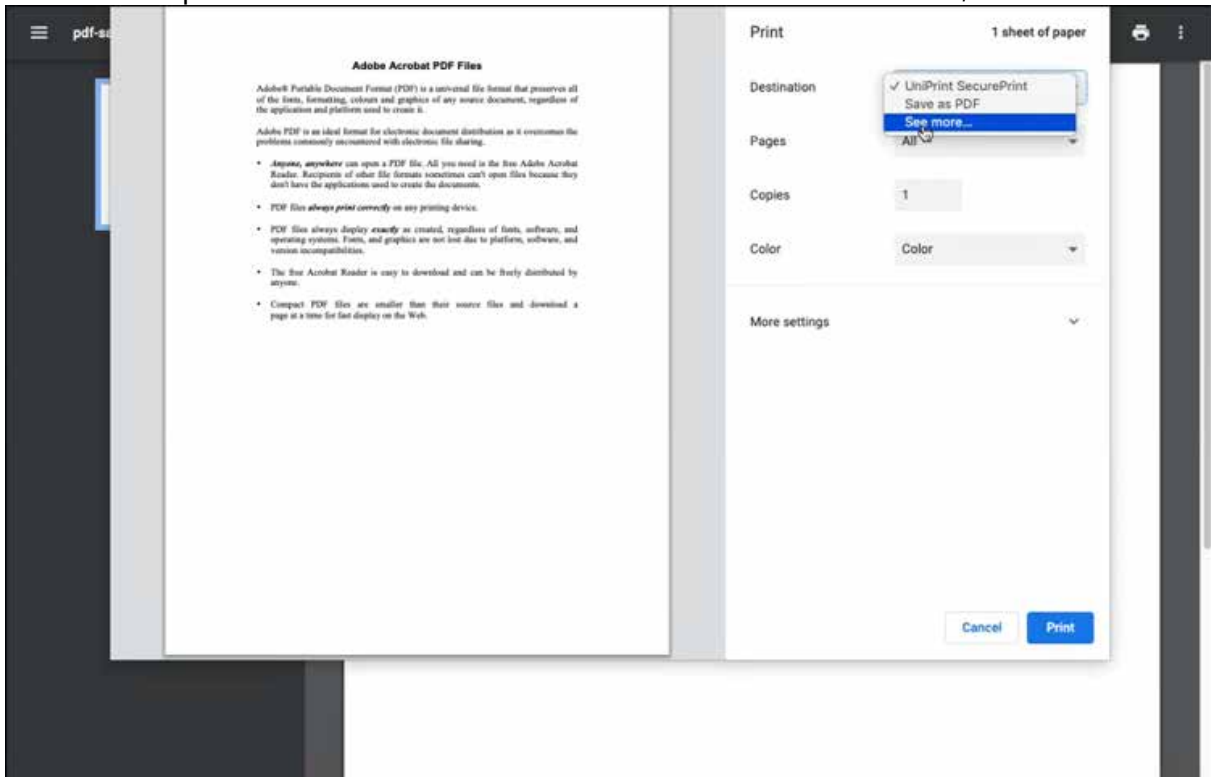 pdf-sa
Adobe Acrobat PDF Files
Adobe® Portable Document Format (PDF) is a universal file format that preserves all
of the fonts, formatting, colours and graphics of any source document, regardless of
the application and platform used to create it.
Adobe PDF is an ideal format for electronic document distribution as it overcomes the
problems commonly encountered with electronic file sharing.
• Anyone, anywhere can open a PDF file. All you need is the free Adobe Acrobat
Reader. Recipients of other file formats sometimes can't open files because they
don't have the applications used to create the documents.
• PDF files always print correctly on any printing device.
• PDF files always display exactly as created, regardless of fonts, software, and
operating systems. Fonts, and graphics are not lost due to platform, software, and
version incompatibilities.
• The free Acrobat Reader is easy to download and can be freely distributed by
anyone.
• Compact PDF files are smaller than their source files and download a
page at a time for fast display on the Web.
Print
1 sheet of paper
Destination
✓ UniPrint SecurePrint
Save as PDF
See more...
Pages
All
Copies
1
Color
Color
More settings
Cancel
Print